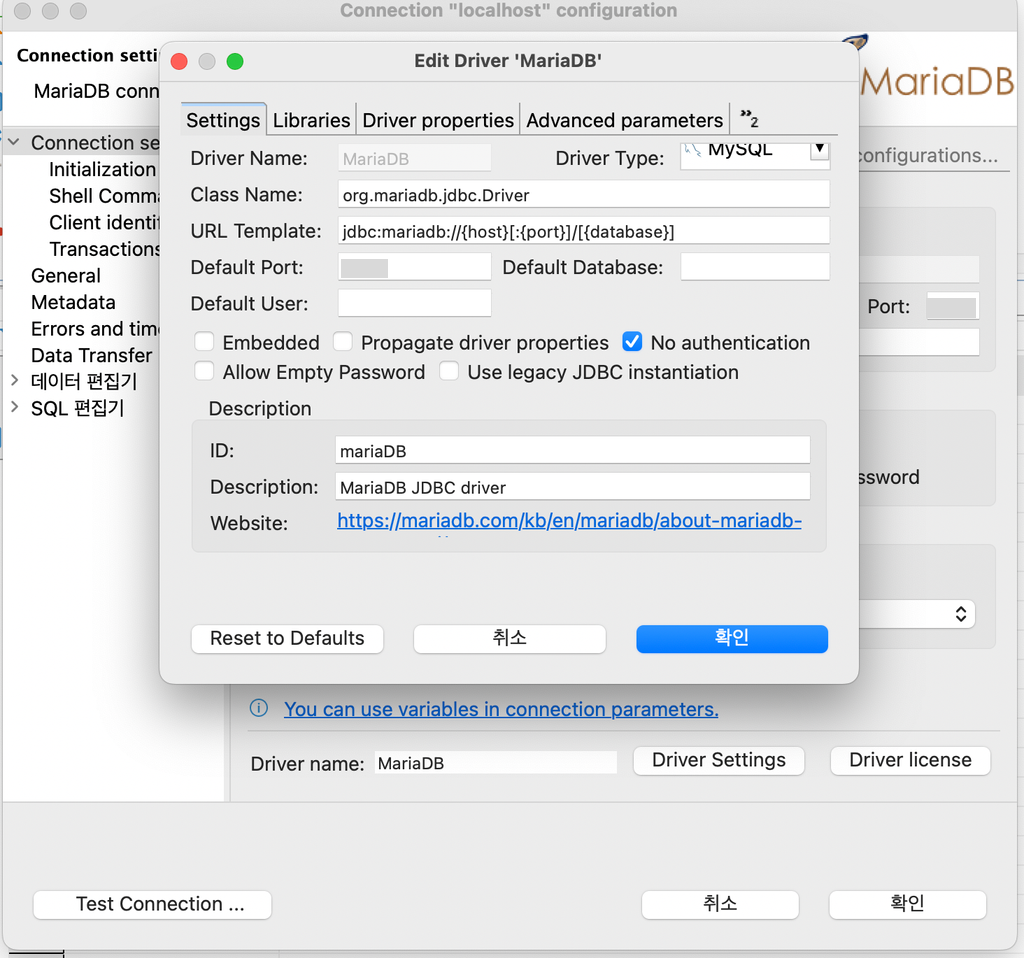 Connection "localhost" configuration
Connection setti
MariaDB conn
MariaDB
Edit Driver 'MariaDB'
Settings Libraries Driver properties Advanced parameters »2
Driver Name: MariaDB Driver Type: MySQL
Class Name: org.mariadb.jdbc.Driver
URL Template: jdbc:mariadb://{host}[:{port}]/[{database}]
Default Port: Default Database:
Default User:
Embedded Propagate driver properties No authentication
Allow Empty Password Use legacy JDBC instantiation
Description
ID: mariaDB
Description: MariaDB JDBC driver
Website: https://mariadb.com/kb/en/mariadb/about-mariadb-
Reset to Defaults 취소 확인
Connection se
Initialization
Shell Comma
Client identif
Transactions
General
Metadata
Errors and time
Data Transfer
데이터 편집기
SQL 편집기
configurations...
Port:
ssword
You can use variables in connection parameters.
Driver name: MariaDB Driver Settings Driver license
Test Connection ... 취소 확인